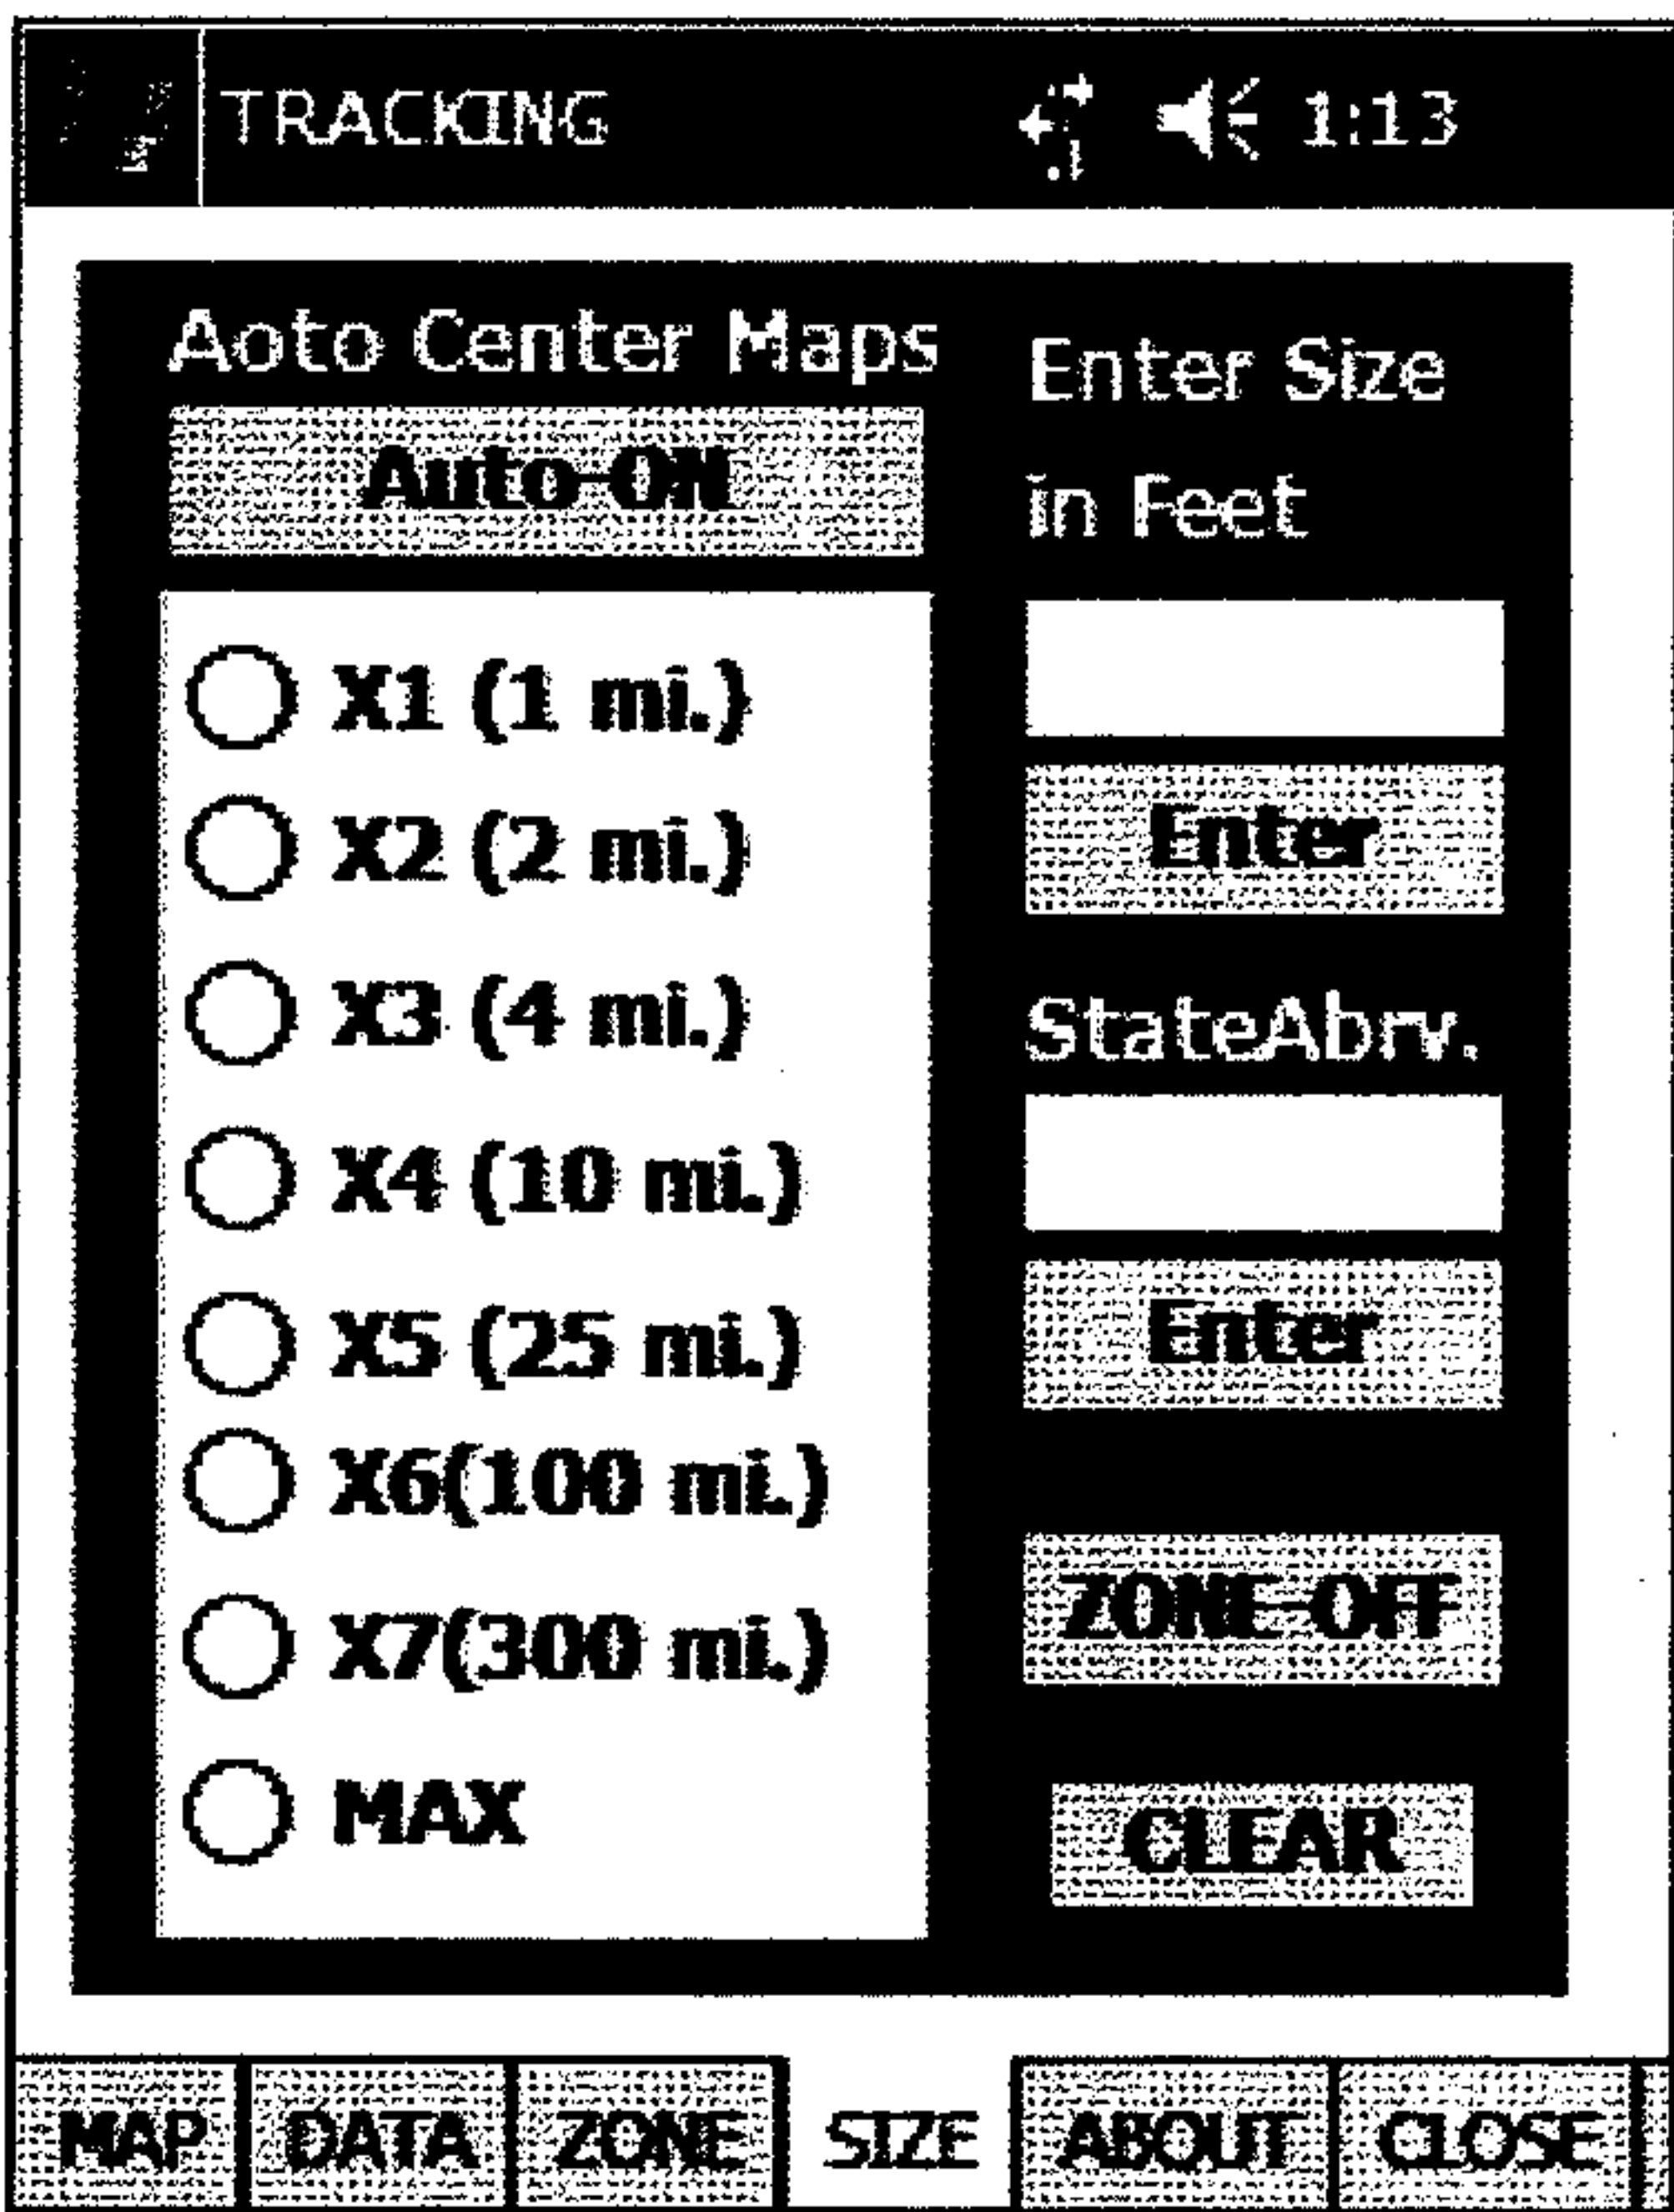 TRACKING 1:13
Aoto Center Maps
Auto-ON
X1 (1 mi.)
X2 (2 mi.)
X3 (4 mi.)
X4 (10 mi.)
X5 (25 mi.)
X6(100 mi.)
X7(300 mi.)
MAX
Enter Size
in Feet
Enter
StateAbrv.
Enter
ZONE-OFF
CLEAR
MAP DATA ZONE SIZE ABOUT CLOSE